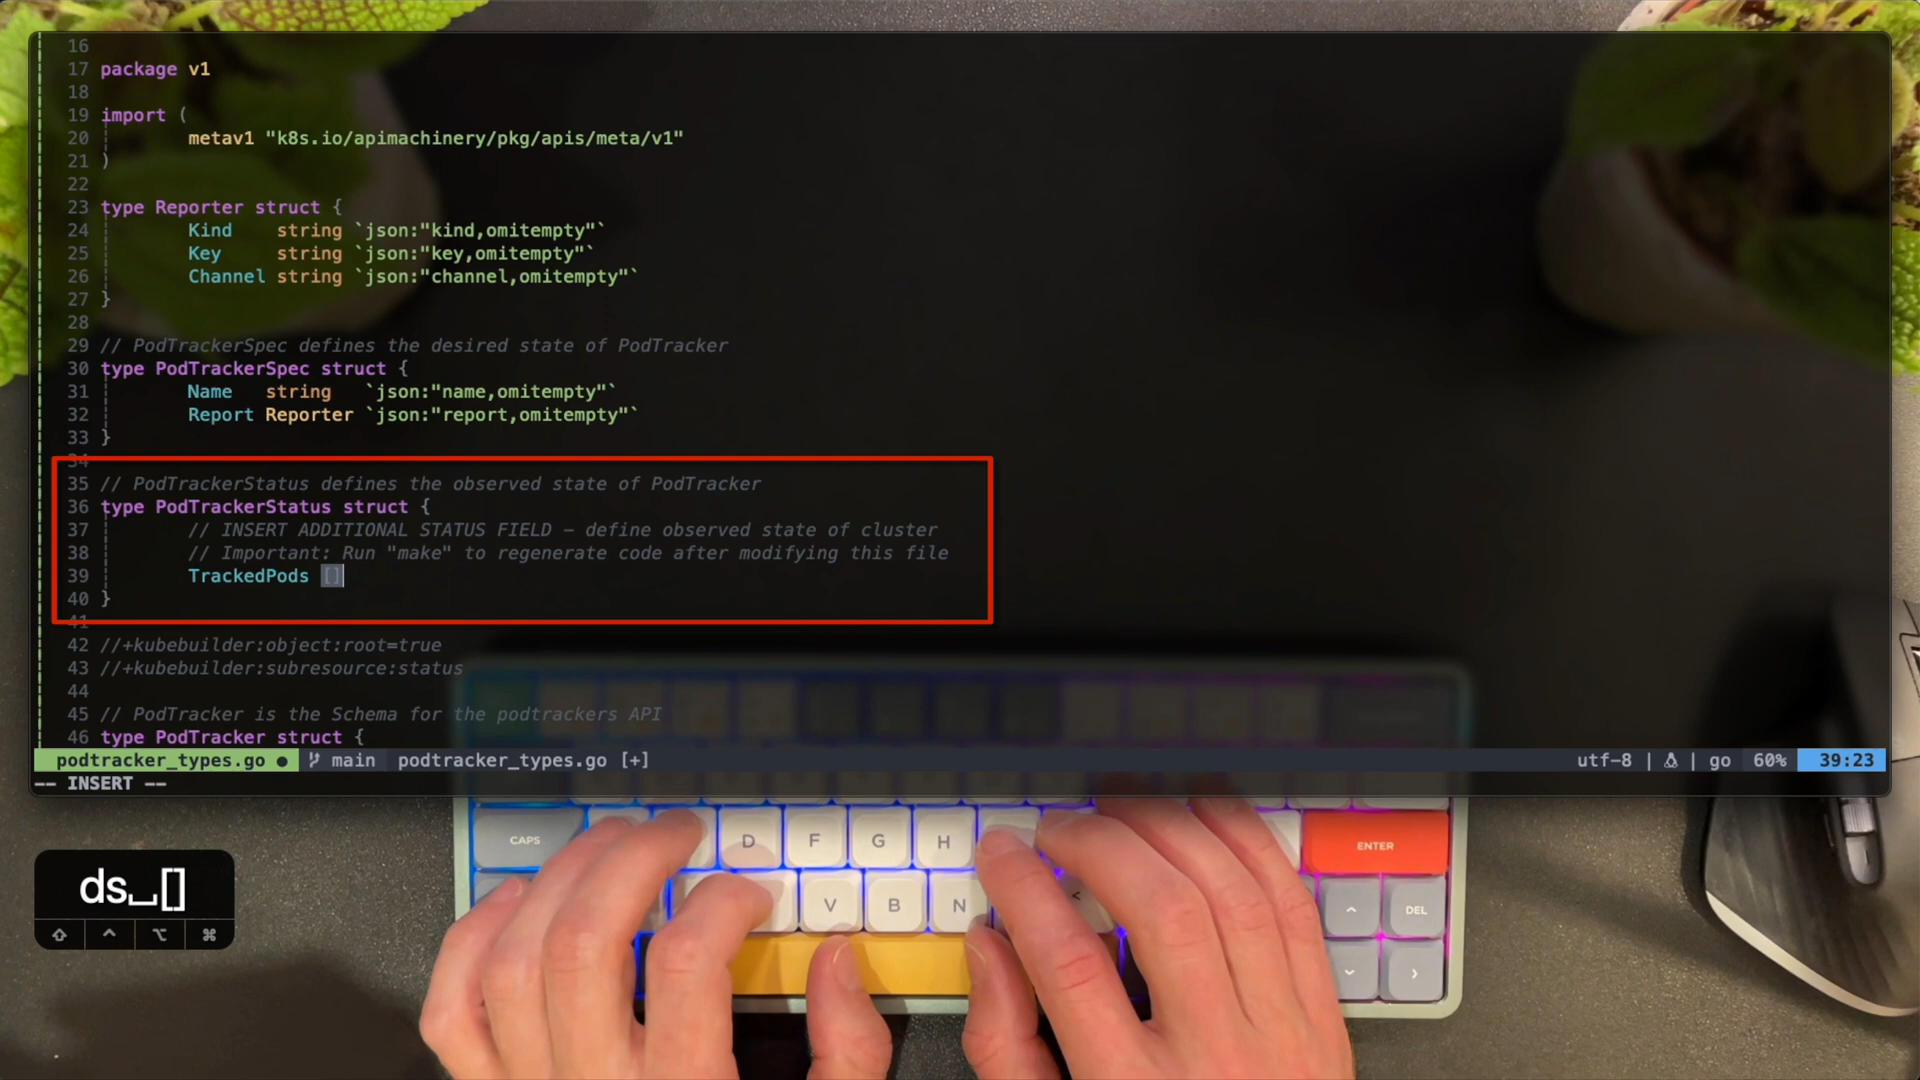 16
17 package v1
18
19 import (
20 metav1 "k8s.io/apimachinery/pkg/apis/meta/v1"
21 )
22
23 type Reporter struct {
24 Kind    string `json:"kind,omitempty"`
25 Key     string `json:"key,omitempty"`
26 Channel string `json:"channel,omitempty"`
27 }
28
29 // PodTrackerSpec defines the desired state of PodTracker
30 type PodTrackerSpec struct {
31 Name   string   `json:"name,omitempty"`
32 Report Reporter `json:"report,omitempty"`
33 }
34
35 // PodTrackerStatus defines the observed state of PodTracker
36 type PodTrackerStatus struct {
37 // INSERT ADDITIONAL STATUS FIELD - define observed state of cluster
38 // Important: Run "make" to regenerate code after modifying this file
39 TrackedPods []
40 }
41
42 //+kubebuilder:object:root=true
43 //+kubebuilder:subresource:status
44
45 // PodTracker is the Schema for the podtrackers API
46 type PodTracker struct {
podtracker_types.go ● main podtracker_types.go [+] utf-8 | | go 60% 39:23
-- INSERT --
CAPS D F G H ENTER
ds␣[]
V B N < ^ DEL
⇧ ^ ⌥ ⌘